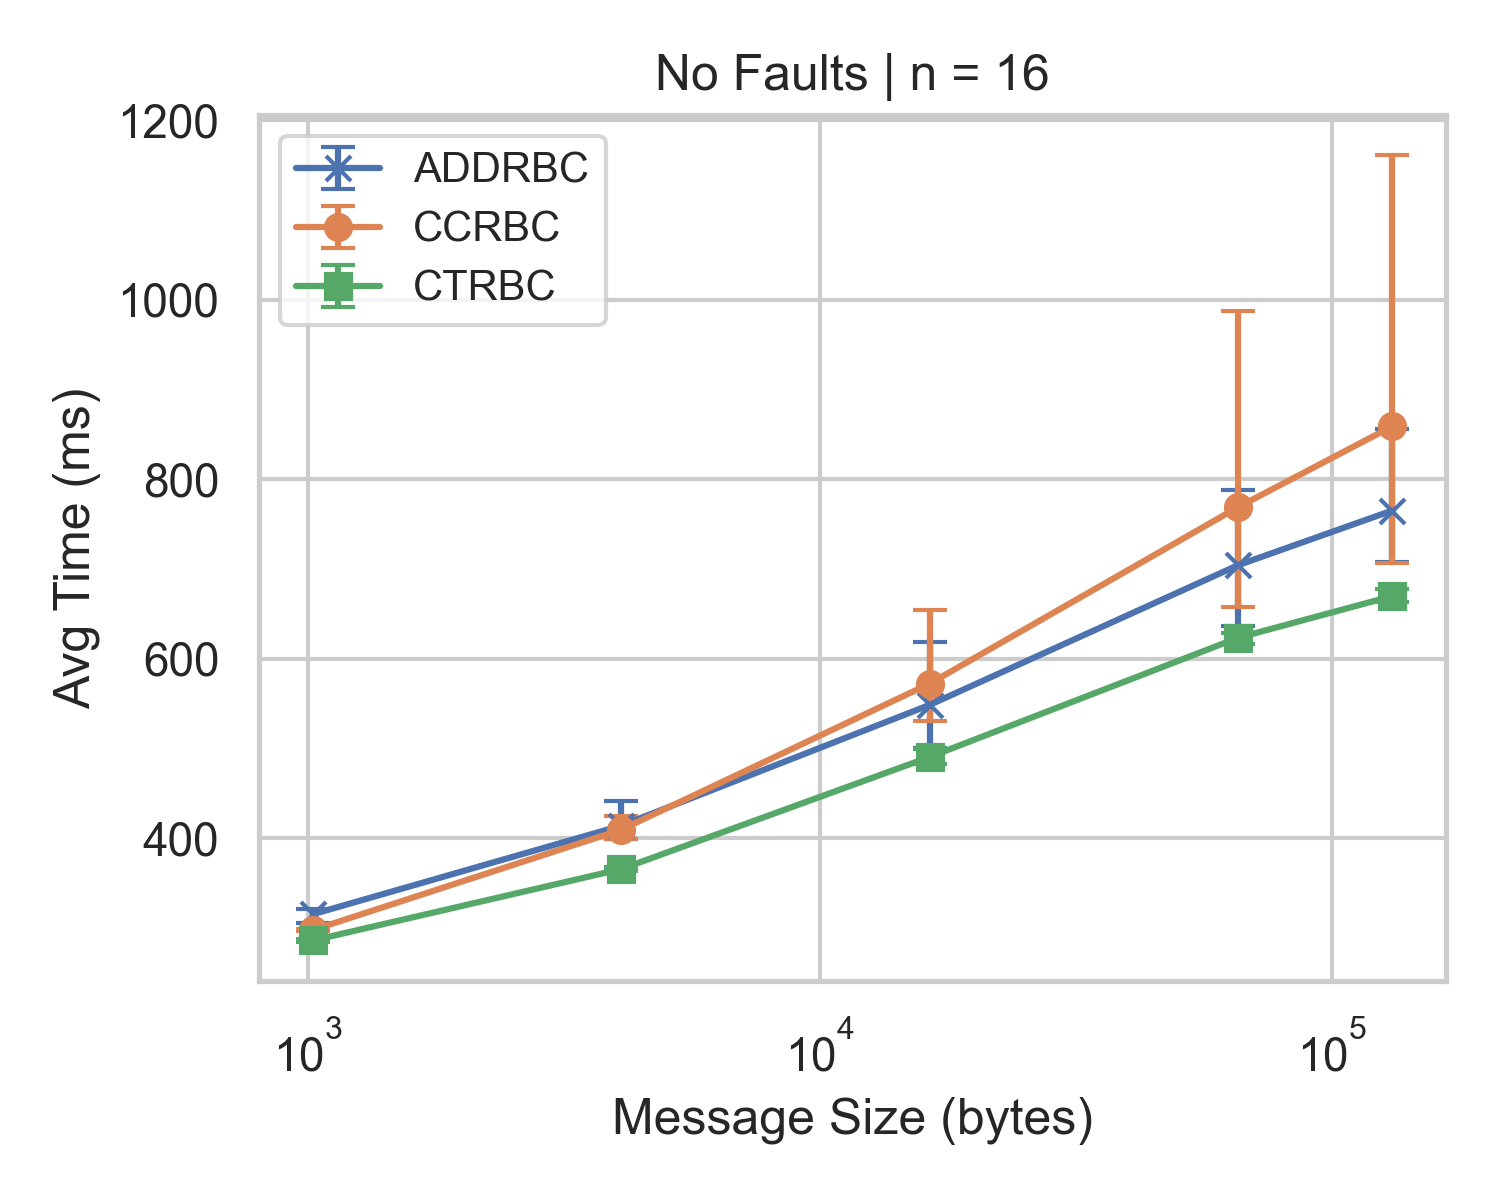 No Faults | n = 16
1200
1000
800
600
400
Avg Time (ms)
ADDRBC
CCRBC
CTRBC
10^3
10^4
10^5
Message Size (bytes)